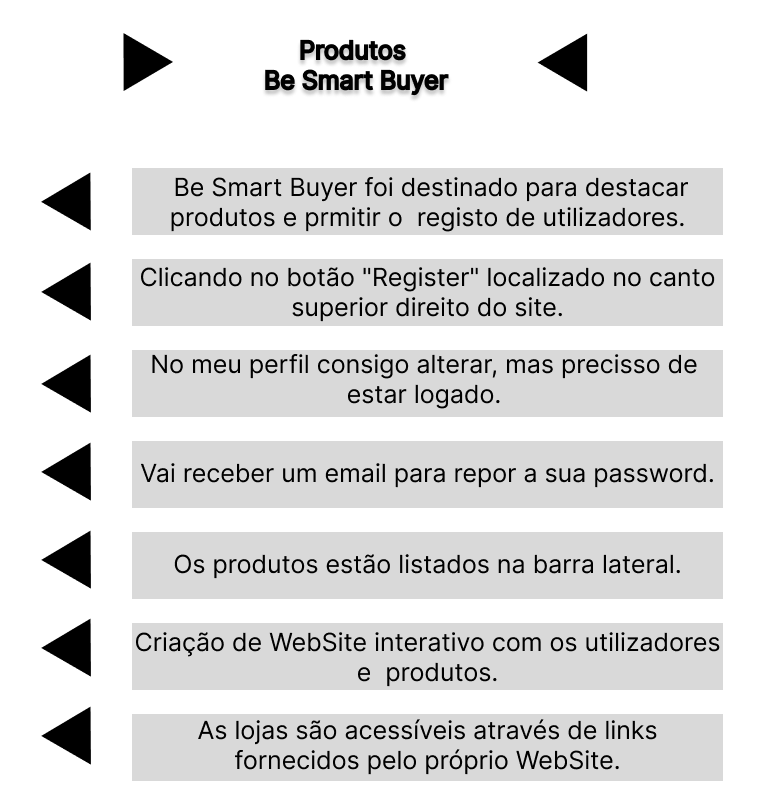 Produtos
Be Smart Buyer
Be Smart Buyer foi destinado para destacar
produtos e prmitir o  registo de utilizadores.
Clicando no botão "Register" localizado no canto
superior direito do site.
No meu perfil consigo alterar, mas precisso de
estar logado.
Vai receber um email para repor a sua password.
Os produtos estão listados na barra lateral.
Criação de WebSite interativo com os utilizadores
e  produtos.
As lojas são acessíveis através de links
fornecidos pelo próprio WebSite.